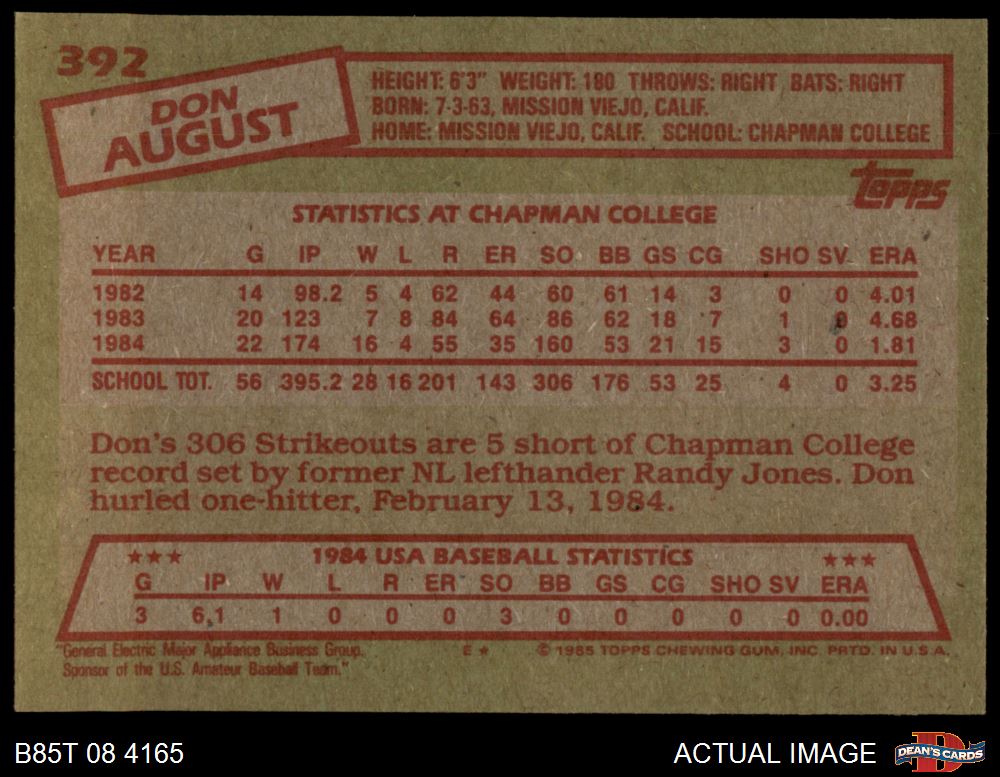 392
DON
AUGUST
HEIGHT: 6'3" WEIGHT: 180 THROWS: RIGHT BATS: RIGHT
BORN: 7-3-63, MISSION VIEJO, CALIF.
HOME: MISSION VIEJO, CALIF. SCHOOL: CHAPMAN COLLEGE
topps
STATISTICS AT CHAPMAN COLLEGE
YEAR G IP W L R ER SO BB GS CG SHO SV ERA
1982 14 98.2 5 4 62 44 60 61 14 3 0 0 4.01
1983 20 123 7 8 84 64 86 62 18 7 1 0 4.68
1984 22 174 16 4 55 35 160 53 21 15 3 0 1.81
SCHOOL TOT. 56 395.2 28 16 201 143 306 176 53 25 4 0 3.25
Don's 306 Strikeouts are 5 short of Chapman College
record set by former NL lefthander Randy Jones. Don
hurled one-hitter, February 13, 1984.
★★★ 1984 USA BASEBALL STATISTICS ★★★
G IP W L R ER SO BB GS CG SHO SV ERA
3 6.1 1 0 0 0 3 0 0 0 0 0 0.00
"General Electric Major Appliance Business Group,
Sponsor of the U.S. Amateur Baseball Team."
E ★ © 1985 TOPPS CHEWING GUM, INC. PRTD. IN U.S.A.
B85T 08 4165
ACTUAL IMAGE
D
DEAN'S CARDS